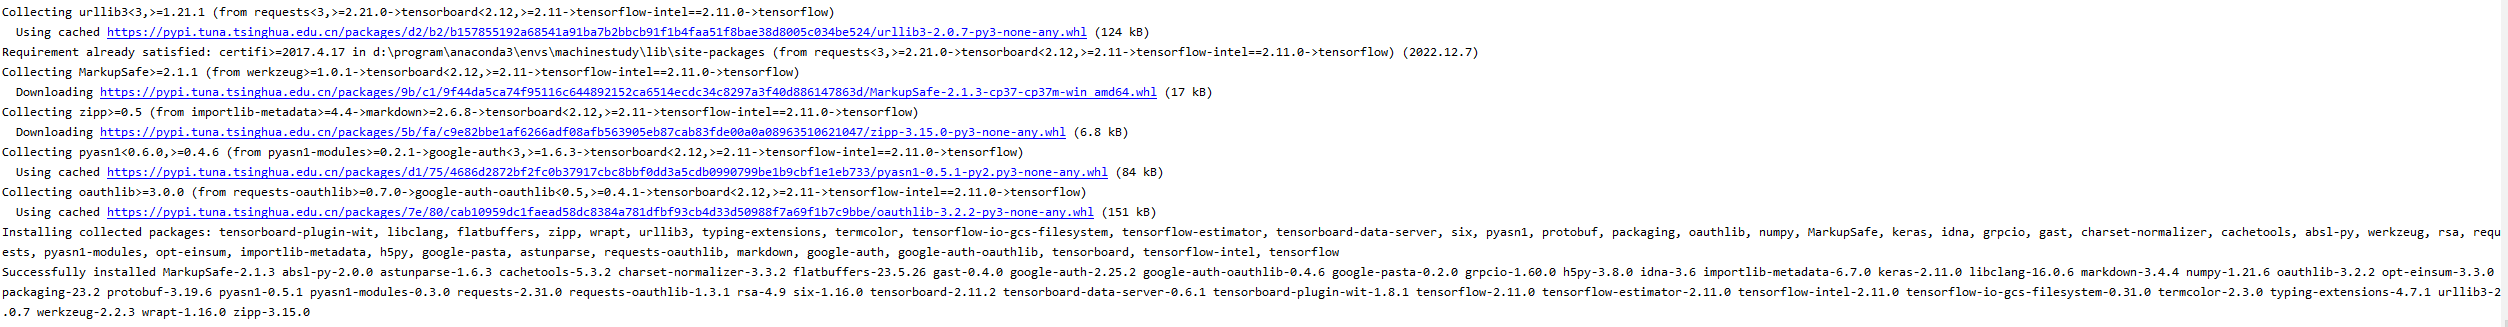 Collecting urllib3<3,>=1.21.1 (from requests<3,>=2.21.0->tensorboard<2.12,>=2.11->tensorflow-intel==2.11.0->tensorflow)
Using cached https://pypi.tuna.tsinghua.edu.cn/packages/d2/b2/b157855192a68541a91ba7b2bbcb91f1b4faa51f8bae38d8005c034be524/urllib3-2.0.7-py3-none-any.whl (124 kB)
Requirement already satisfied: certifi>=2017.4.17 in d:\program\anaconda3\envs\machinestudy\lib\site-packages (from requests<3,>=2.21.0->tensorboard<2.12,>=2.11->tensorflow-intel==2.11.0->tensorflow) (2022.12.7)
Collecting MarkupSafe>=2.1.1 (from werkzeug>=1.0.1->tensorboard<2.12,>=2.11->tensorflow-intel==2.11.0->tensorflow)
Downloading https://pypi.tuna.tsinghua.edu.cn/packages/9b/c1/9f44da5ca74f95116c644892152ca6514ecdc34c8297a3f40d886147863d/MarkupSafe-2.1.3-cp37-cp37m-win_amd64.whl (17 kB)
Collecting zipp>=0.5 (from importlib-metadata>=4.4->markdown>=2.6.8->tensorboard<2.12,>=2.11->tensorflow-intel==2.11.0->tensorflow)
Downloading https://pypi.tuna.tsinghua.edu.cn/packages/5b/fa/c9e82bbe1af6266adf08afb563905eb87cab83fde00a0a08963510621047/zipp-3.15.0-py3-none-any.whl (6.8 kB)
Collecting pyasn1<0.6.0,>=0.4.6 (from pyasn1-modules>=0.2.1->google-auth<3,>=1.6.3->tensorboard<2.12,>=2.11->tensorflow-intel==2.11.0->tensorflow)
Using cached https://pypi.tuna.tsinghua.edu.cn/packages/d1/75/4686d2872bf2fc0b37917cbc8bbf0dd3a5cdb0990799be1b9cbf1e1eb733/pyasn1-0.5.1-py2.py3-none-any.whl (84 kB)
Collecting oauthlib>=3.0.0 (from requests-oauthlib>=0.7.0->google-auth-oauthlib<0.5,>=0.4.1->tensorboard<2.12,>=2.11->tensorflow-intel==2.11.0->tensorflow)
Using cached https://pypi.tuna.tsinghua.edu.cn/packages/7e/80/cab10959dc1faead58dc8384a781dfbf93cb4d33d50988f7a69f1b7c9bbe/oauthlib-3.2.2-py3-none-any.whl (151 kB)
Installing collected packages: tensorboard-plugin-wit, libclang, flatbuffers, zipp, wrapt, urllib3, typing-extensions, termcolor, tensorflow-io-gcs-filesystem, tensorflow-estimator, tensorboard-data-server, six, pyasn1, protobuf, packaging, oauthlib, numpy, MarkupSafe, keras, idna, grpcio, gast, charset-normalizer, cachetools, absl-py, werkzeug, rsa, requ
ests, pyasn1-modules, opt-einsum, importlib-metadata, h5py, google-pasta, astunparse, requests-oauthlib, markdown, google-auth, google-auth-oauthlib, tensorboard, tensorflow-intel, tensorflow
Successfully installed MarkupSafe-2.1.3 absl-py-2.0.0 astunparse-1.6.3 cachetools-5.3.2 charset-normalizer-3.3.2 flatbuffers-23.5.26 gast-0.4.0 google-auth-2.25.2 google-auth-oauthlib-0.4.6 google-pasta-0.2.0 grpcio-1.60.0 h5py-3.8.0 idna-3.6 importlib-metadata-6.7.0 keras-2.11.0 libclang-16.0.6 markdown-3.4.4 numpy-1.21.6 oauthlib-3.2.2 opt-einsum-3.3.0
packaging-23.2 protobuf-3.19.6 pyasn1-0.5.1 pyasn1-modules-0.3.0 requests-2.31.0 requests-oauthlib-1.3.1 rsa-4.9 six-1.16.0 tensorboard-2.11.2 tensorboard-data-server-0.6.1 tensorboard-plugin-wit-1.8.1 tensorflow-2.11.0 tensorflow-estimator-2.11.0 tensorflow-intel-2.11.0 tensorflow-io-gcs-filesystem-0.31.0 termcolor-2.3.0 typing-extensions-4.7.1 urllib3-2
.0.7 werkzeug-2.2.3 wrapt-1.16.0 zipp-3.15.0